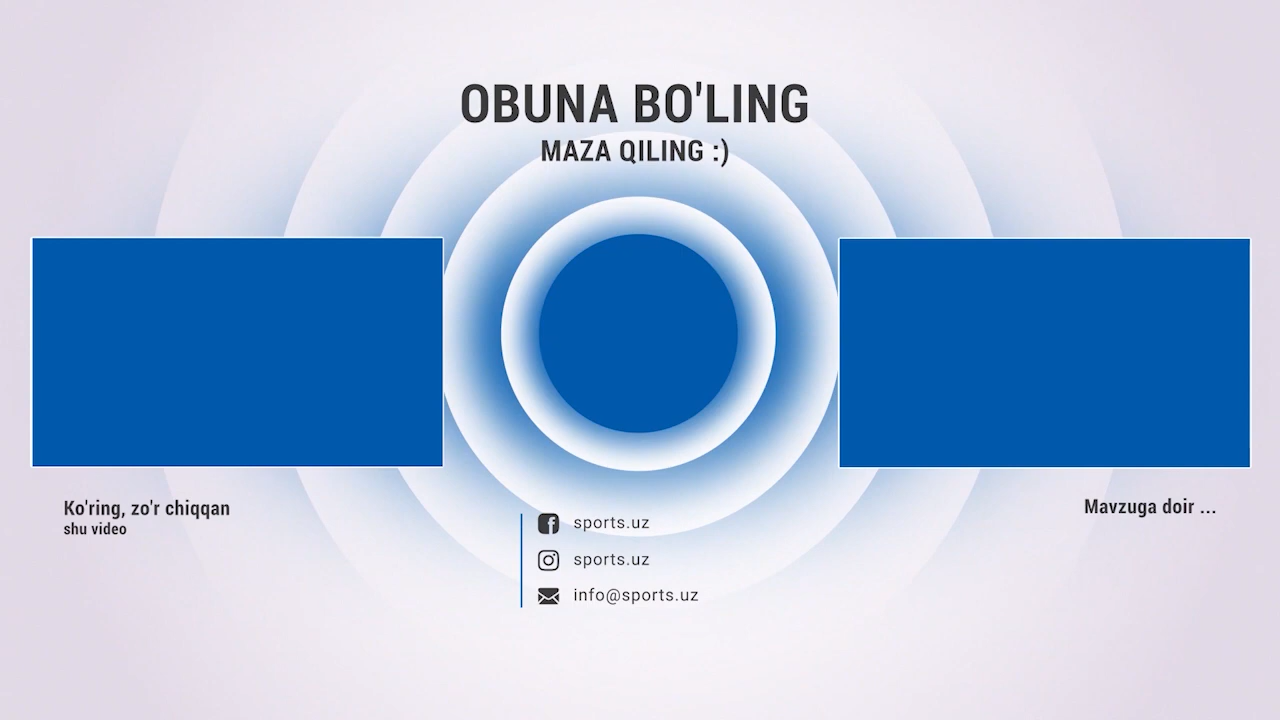 OBUNA BO'LING
MAZA QILING :)
Ko'ring, zo'r chiqqan
shu video
Mavzuga doir ...
sports.uz
sports.uz
info@sports.uz